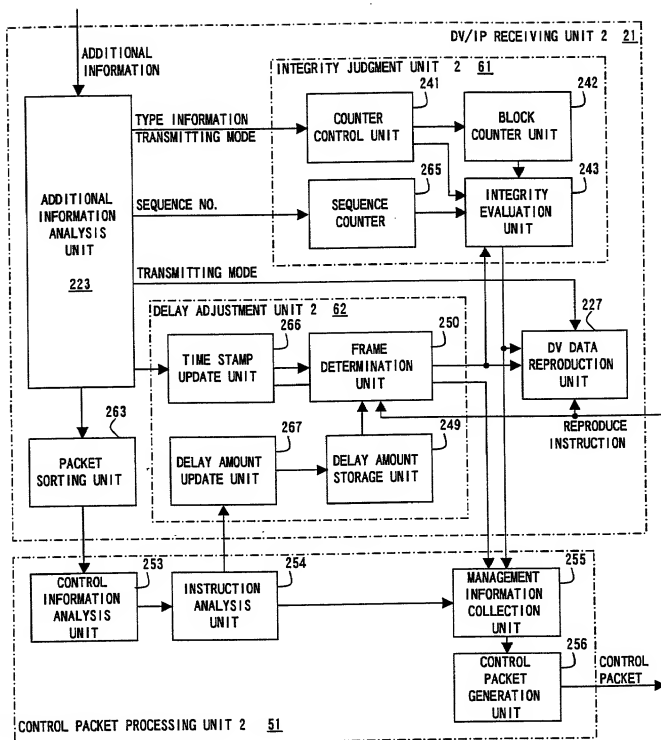 DV/IP RECEIVING UNIT 2 21
ADDITIONAL
INFORMATION
INTEGRITY JUDGMENT UNIT 2 61
241
242
TYPE INFORMATION
TRANSMITTING MODE
COUNTER
CONTROL UNIT
BLOCK
COUNTER UNIT
265
243
ADDITIONAL
INFORMATION
ANALYSIS
UNIT
223
SEQUENCE NO.
SEQUENCE
COUNTER
INTEGRITY
EVALUATION
UNIT
TRANSMITTING MODE
DELAY ADJUSTMENT UNIT 2 62
266
250
227
TIME STAMP
UPDATE UNIT
FRAME
DETERMINATION
UNIT
DV DATA
REPRODUCTION
UNIT
263
267
249
REPRODUCE
INSTRUCTION
PACKET
SORTING UNIT
DELAY AMOUNT
UPDATE UNIT
DELAY AMOUNT
STORAGE UNIT
253
254
255
CONTROL
INFORMATION
ANALYSIS
UNIT
INSTRUCTION
ANALYSIS
UNIT
MANAGEMENT
INFORMATION
COLLECTION
UNIT
256
CONTROL
PACKET
GENERATION
UNIT
CONTROL
PACKET
CONTROL PACKET PROCESSING UNIT 2 51